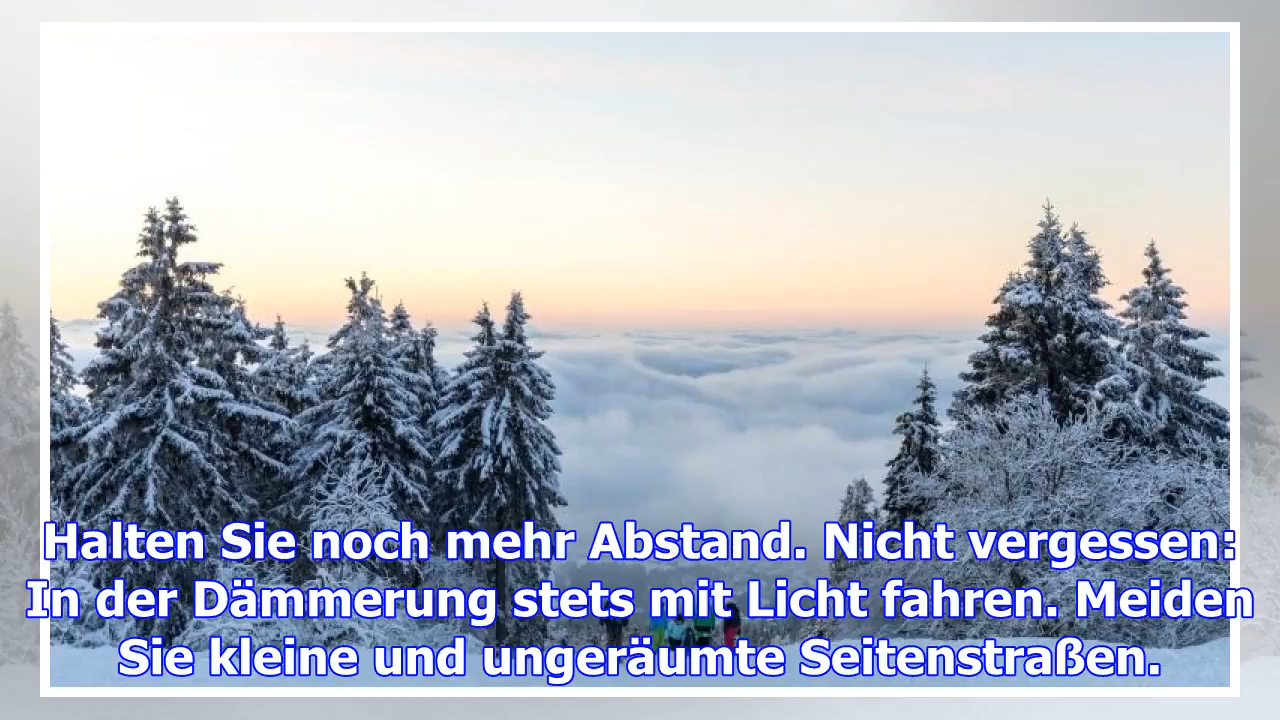 Halten Sie noch mehr Abstand. Nicht vergessen:
In der Dämmerung stets mit Licht fahren. Meiden
Sie kleine und ungeräumte Seitenstraßen.